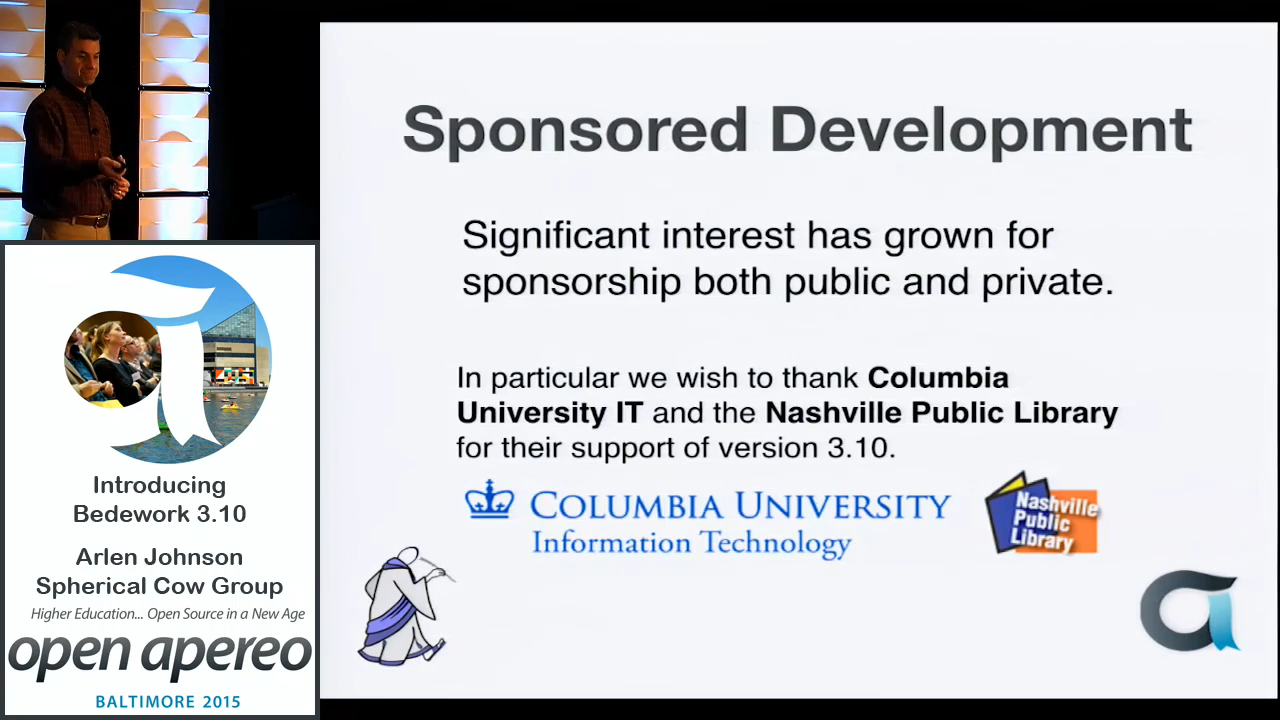 Sponsored Development
Significant interest has grown for
sponsorship both public and private.
In particular we wish to thank Columbia
University IT and the Nashville Public Library
for their support of version 3.10.
COLUMBIA UNIVERSITY
Information Technology
Nashville
Public
Library
Introducing
Bedework 3.10
Arlen Johnson
Spherical Cow Group
Higher Education... Open Source in a New Age
open apereo
BALTIMORE 2015